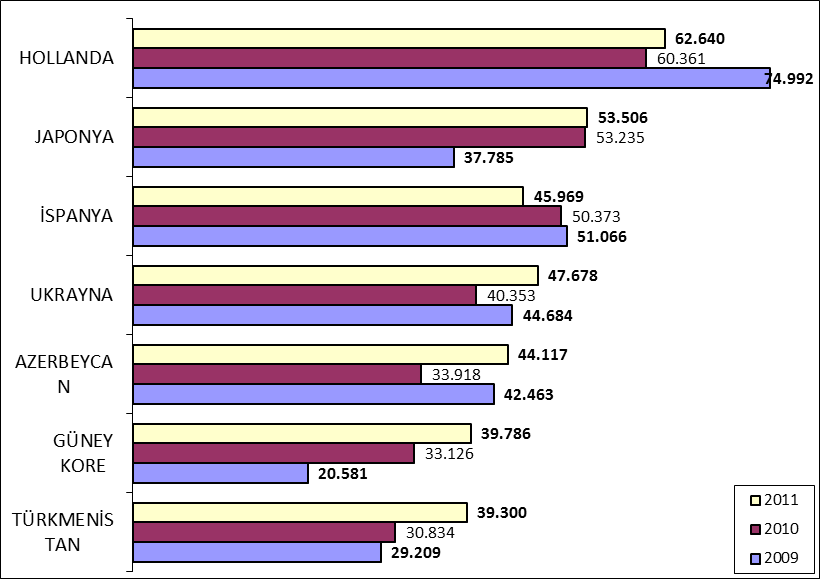 HOLLANDA
62.640
60.361
74.992
JAPONYA
53.506
53.235
37.785
İSPANYA
45.969
50.373
51.066
UKRAYNA
47.678
40.353
44.684
AZERBEYCA
N
44.117
33.918
42.463
GÜNEY
KORE
39.786
33.126
20.581
TÜRKMENİS
TAN
39.300
30.834
29.209
2011
2010
2009